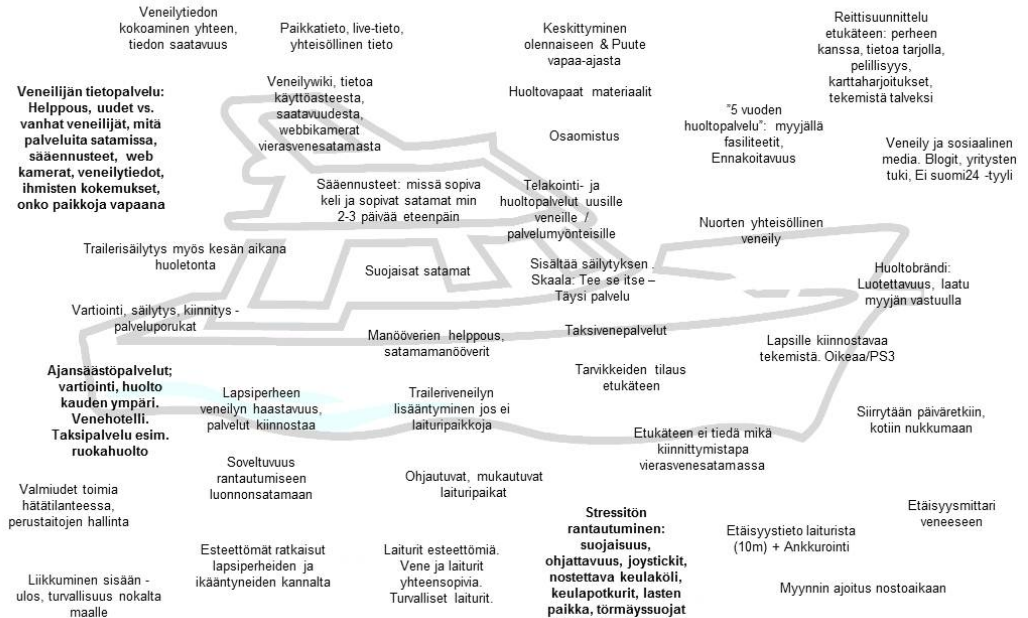 Veneilytiedon
kokoaminen yhteen,
tiedon saatavuus
Paikkatieto, live-tieto,
yhteisöllinen tieto
Keskittyminen
olennaiseen & Puute
vapaa-ajasta
Reittisuunnittelu
etukäteen: perheen
kanssa, tietoa tarjolla,
pelillisyys,
karttaharjoitukset,
tekemistä talveksi
Veneilijän tietopalvelu:
Helppous, uudet vs.
vanhat veneilijät, mitä
palveluita satamissa,
sääennusteet, web
kamerat, veneilytiedot,
ihmisten kokemukset,
onko paikkoja vapaana
Veneilywiki, tietoa
käyttöasteesta,
saatavuudesta,
webbikamerat
vierasvenesatamasta
Huoltovapaat materiaalit
Osaomistus
"5 vuoden
huoltopalvelu": myyjällä
fasiliteetit,
Ennakoitavuus
Veneily ja sosiaalinen
media. Blogit, yritysten
tuki, Ei suomi24 -tyyli
Sääennusteet: missä sopiva
keli ja sopivat satamat min
2-3 päivää eteenpäin
Telakointi- ja
huoltopalvelut uusille
veneille /
palvelumyönteisille
Nuorten yhteisöllinen
veneily
Trailerisäilytys myös kesän aikana
huoletonta
Suojaisat satamat
Sisältää säilytyksen .
Skaala: Tee se itse –
Täysi palvelu
Huoltobrändi:
Luotettavuus, laatu
myyjän vastuulla
Vartiointi, säilytys, kiinnitys -
palveluporukat
Manööverien helppous,
satamamanööverit
Taksivenepalvelut
Lapsille kiinnostavaa
tekemistä. Oikeaa/PS3
Ajansäästöpalvelut;
vartiointi, huolto
kauden ympäri.
Venehotelli.
Taksipalvelu esim.
ruokahuolto
Lapsiperheen
veneilyn haastavuus,
palvelut kiinnostaa
Traileriveneilyn
lisääntyminen jos ei
laituripaikkoja
Tarvikkeiden tilaus
etukäteen
Etukäteen ei tiedä mikä
kiinnittymistapa
vierasvenesatamassa
Siirrytään päiväretkiin,
kotiin nukkumaan
Valmiudet toimia
hätätilanteessa,
perustaitojen hallinta
Soveltuvuus
rantautumiseen
luonnonsatamaan
Ohjautuvat, mukautuvat
laituripaikat
Stressitön
rantautuminen:
suojaisuus,
ohjattavuus, joystickit,
nostettava keulaköli,
keulapotkurit, lasten
paikka, törmäyssuojat
Etäisyystieto laiturista
(10m) + Ankkurointi
Etäisyysmittari
veneeseen
Liikkuminen sisään -
ulos, turvallisuus nokalta
maalle
Esteettömät ratkaisut
lapsiperheiden ja
ikääntyneiden kannalta
Laiturit esteettömiä.
Vene ja laiturit
yhteensopivia.
Turvalliset laiturit.
Myynnin ajoitus nostoaikaan